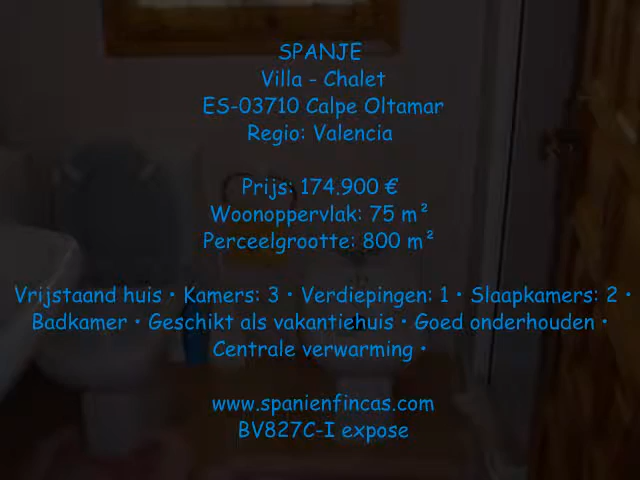 SPANJE
Villa - Chalet
ES-03710 Calpe Oltamar
Regio: Valencia
Prijs: 174.900 €
Woonoppervlak: 75 m²
Perceelgrootte: 800 m²
Vrijstaand huis • Kamers: 3 • Verdiepingen: 1 • Slaapkamers: 2 •
Badkamer • Geschikt als vakantiehuis • Goed onderhouden •
Centrale verwarming •
www.spanienfincas.com
BV827C-I expose